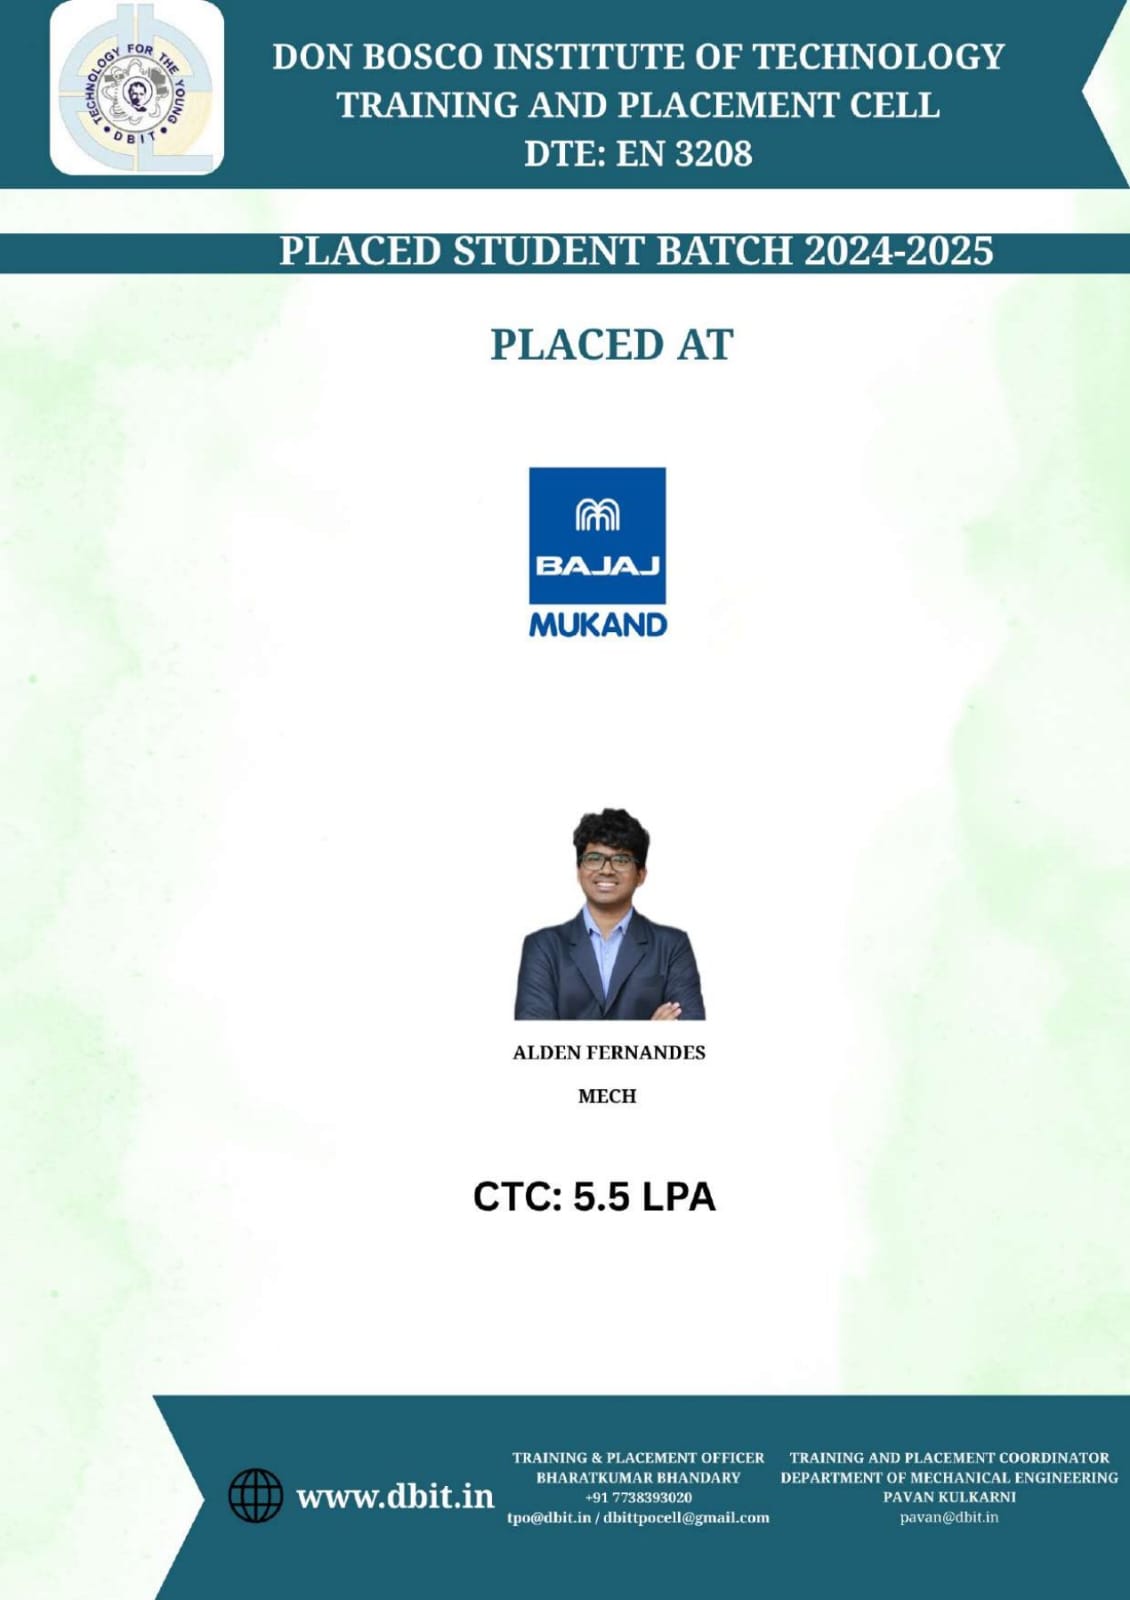 TECHNOLOGY FOR THE YOUNG
• DBIT •
DON BOSCO INSTITUTE OF TECHNOLOGY
TRAINING AND PLACEMENT CELL
DTE: EN 3208
PLACED STUDENT BATCH 2024-2025
PLACED AT
BAJAJ
MUKAND
ALDEN FERNANDES
MECH
CTC: 5.5 LPA
www.dbit.in
TRAINING & PLACEMENT OFFICER
BHARATKUMAR BHANDARY
+91 7738393020
tpo@dbit.in / dbittpocell@gmail.com
TRAINING AND PLACEMENT COORDINATOR
DEPARTMENT OF MECHANICAL ENGINEERING
PAVAN KULKARNI
pavan@dbit.in